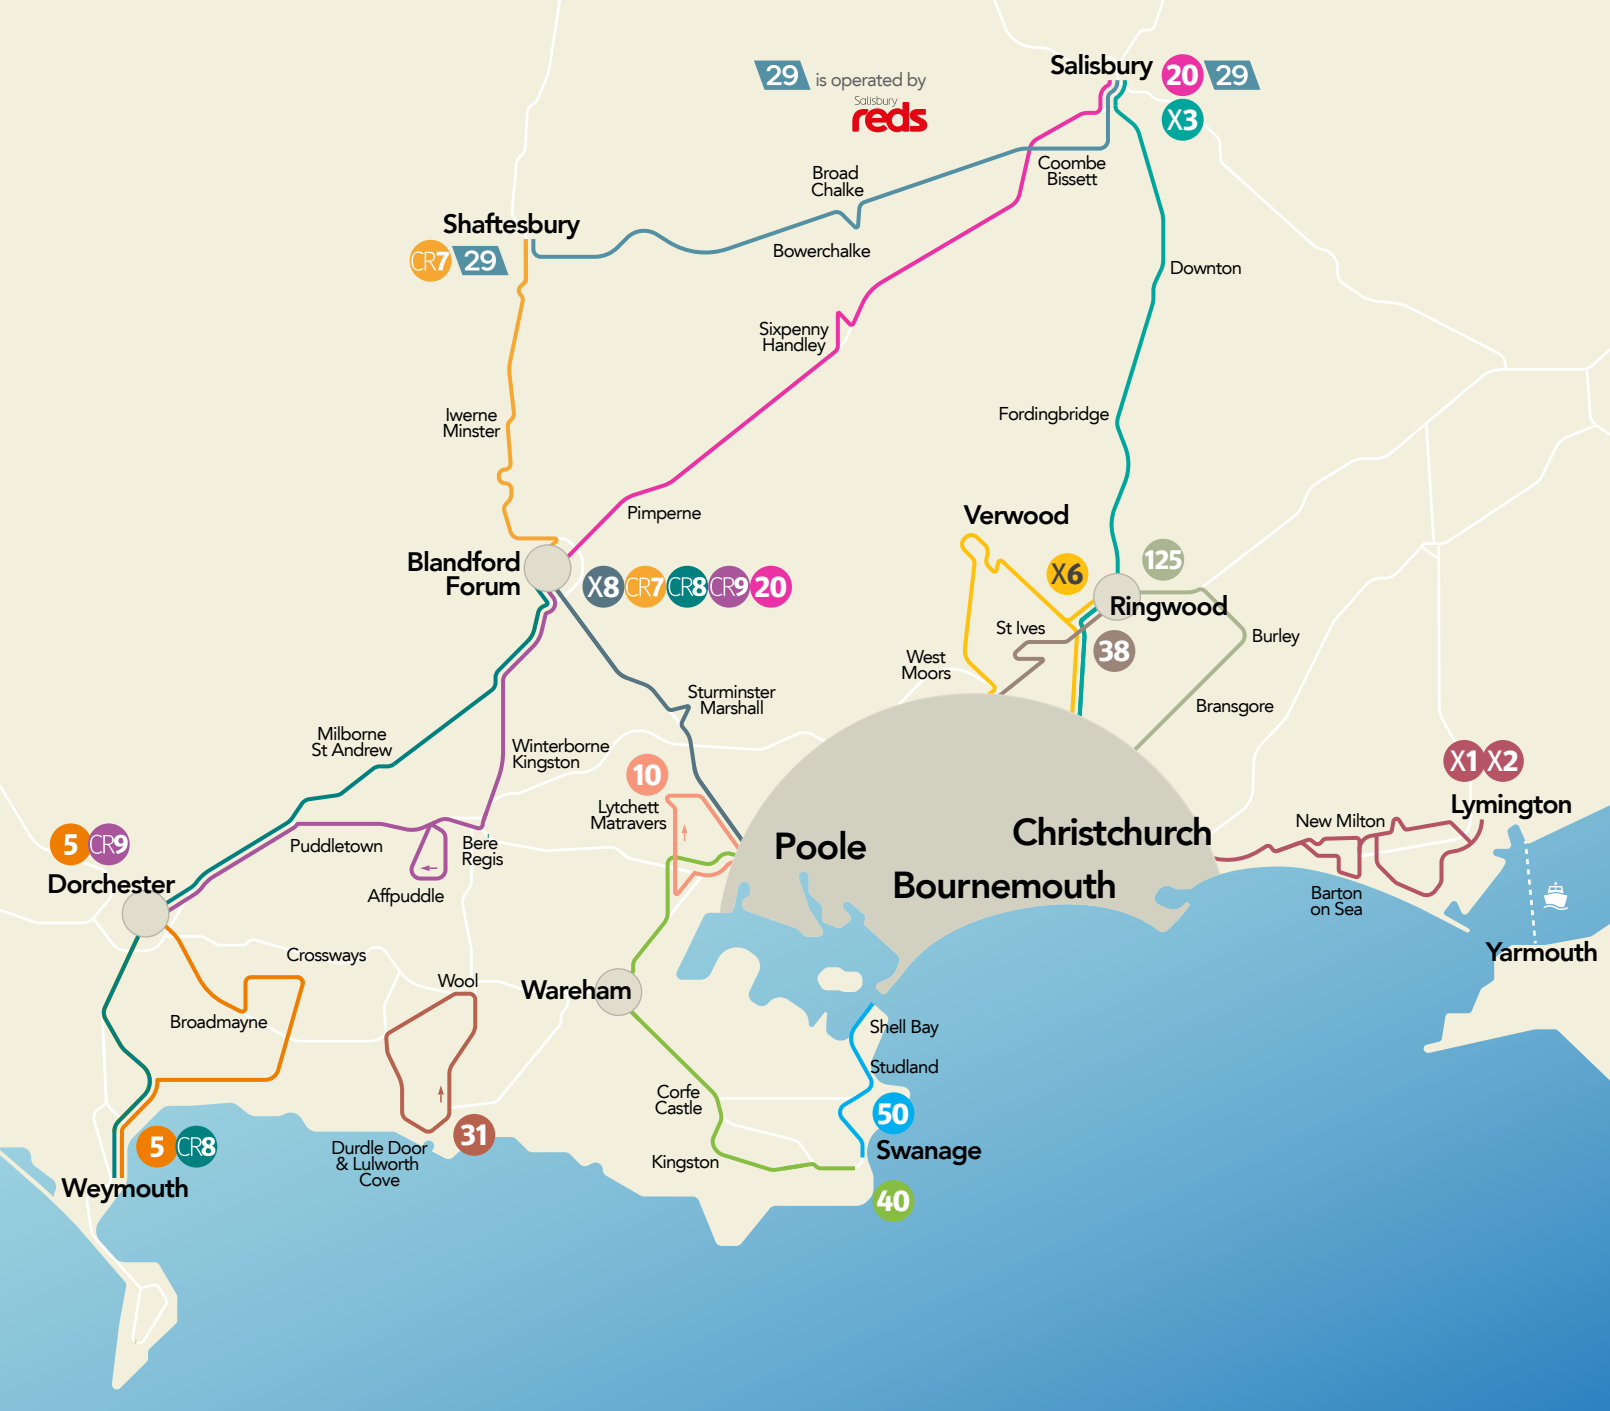 Salisbury
20
29
X3
29
is operated by
Salisbury
reds
Coombe
Bissett
Broad
Chalke
Shaftesbury
CR7
29
Bowerchalke
Downton
Sixpenny
Handley
Iwerne
Minster
Fordingbridge
Pimperne
Verwood
Blandford
Forum
X8
CR7
CR8
CR9
20
X6
125
Ringwood
St Ives
38
Burley
West
Moors
Sturminster
Marshall
Bransgore
Milborne
St Andrew
Winterborne
Kingston
10
Lytchett
Matravers
X1
X2
Lymington
New Milton
Christchurch
Poole
Bournemouth
5
CR9
Dorchester
Puddletown
Bere
Regis
Affpuddle
Barton
on Sea
Yarmouth
Crossways
Wool
Wareham
Broadmayne
Shell Bay
Studland
Corfe
Castle
50
Swanage
5
CR8
31
Durdle Door
& Lulworth
Cove
Kingston
Weymouth
40